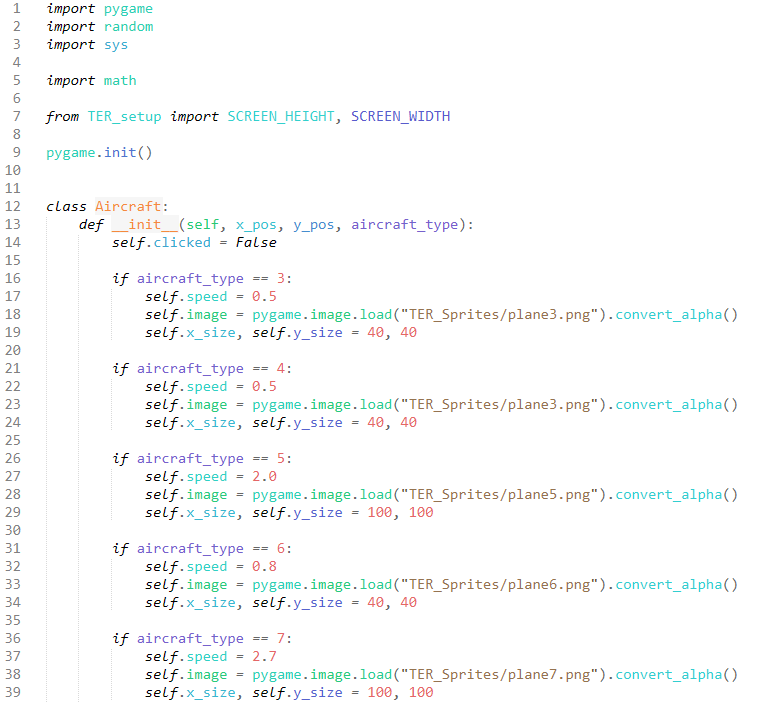 1 import pygame
2 import random
3 import sys
4
5 import math
6
7 from TER_setup import SCREEN_HEIGHT, SCREEN_WIDTH
8
9 pygame.init()
10
11
12 class Aircraft:
13     def __init__(self, x_pos, y_pos, aircraft_type):
14         self.clicked = False
15
16         if aircraft_type == 3:
17             self.speed = 0.5
18             self.image = pygame.image.load("TER_Sprites/plane3.png").convert_alpha()
19             self.x_size, self.y_size = 40, 40
20
21         if aircraft_type == 4:
22             self.speed = 0.5
23             self.image = pygame.image.load("TER_Sprites/plane3.png").convert_alpha()
24             self.x_size, self.y_size = 40, 40
25
26         if aircraft_type == 5:
27             self.speed = 2.0
28             self.image = pygame.image.load("TER_Sprites/plane5.png").convert_alpha()
29             self.x_size, self.y_size = 100, 100
30
31         if aircraft_type == 6:
32             self.speed = 0.8
33             self.image = pygame.image.load("TER_Sprites/plane6.png").convert_alpha()
34             self.x_size, self.y_size = 40, 40
35
36         if aircraft_type == 7:
37             self.speed = 2.7
38             self.image = pygame.image.load("TER_Sprites/plane7.png").convert_alpha()
39             self.x_size, self.y_size = 100, 100